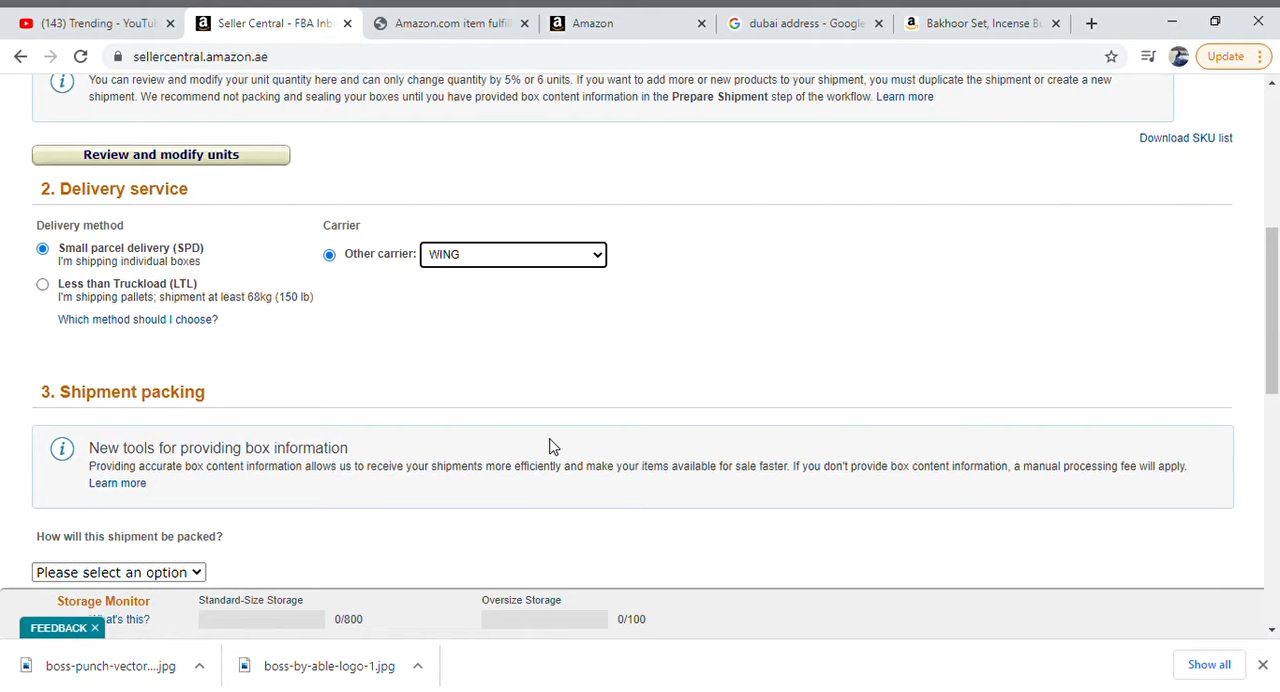 (143) Trending - YouTu
Seller Central - FBA Inb
Amazon.com item fulfil
Amazon
dubai address - Google
Bakhoor Set, Incense Bu
sellercentral.amazon.ae
Update
You can review and modify your unit quantity here and can only change quantity by 5% or 6 units. If you want to add more or new products to your shipment, you must duplicate the shipment or create a new
shipment. We recommend not packing and sealing your boxes until you have provided box content information in the Prepare Shipment step of the workflow. Learn more
Download SKU list
Review and modify units
2. Delivery service
Delivery method
Carrier
Small parcel delivery (SPD)
I'm shipping individual boxes
Other carrier: WING
Less than Truckload (LTL)
I'm shipping pallets; shipment at least 68kg (150 lb)
Which method should I choose?
3. Shipment packing
New tools for providing box information
Providing accurate box content information allows us to receive your shipments more efficiently and make your items available for sale faster. If you don't provide box content information, a manual processing fee will apply.
Learn more
How will this shipment be packed?
Please select an option
Storage Monitor
Standard-Size Storage
Oversize Storage
at's this?
0/800
0/100
FEEDBACK
boss-punch-vector....jpg
boss-by-able-logo-1.jpg
Show all